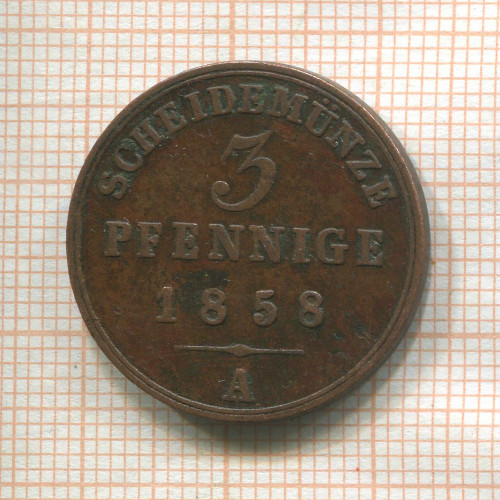 SCHEIDEMÜNZE
3
PFENNIGE
1858
A